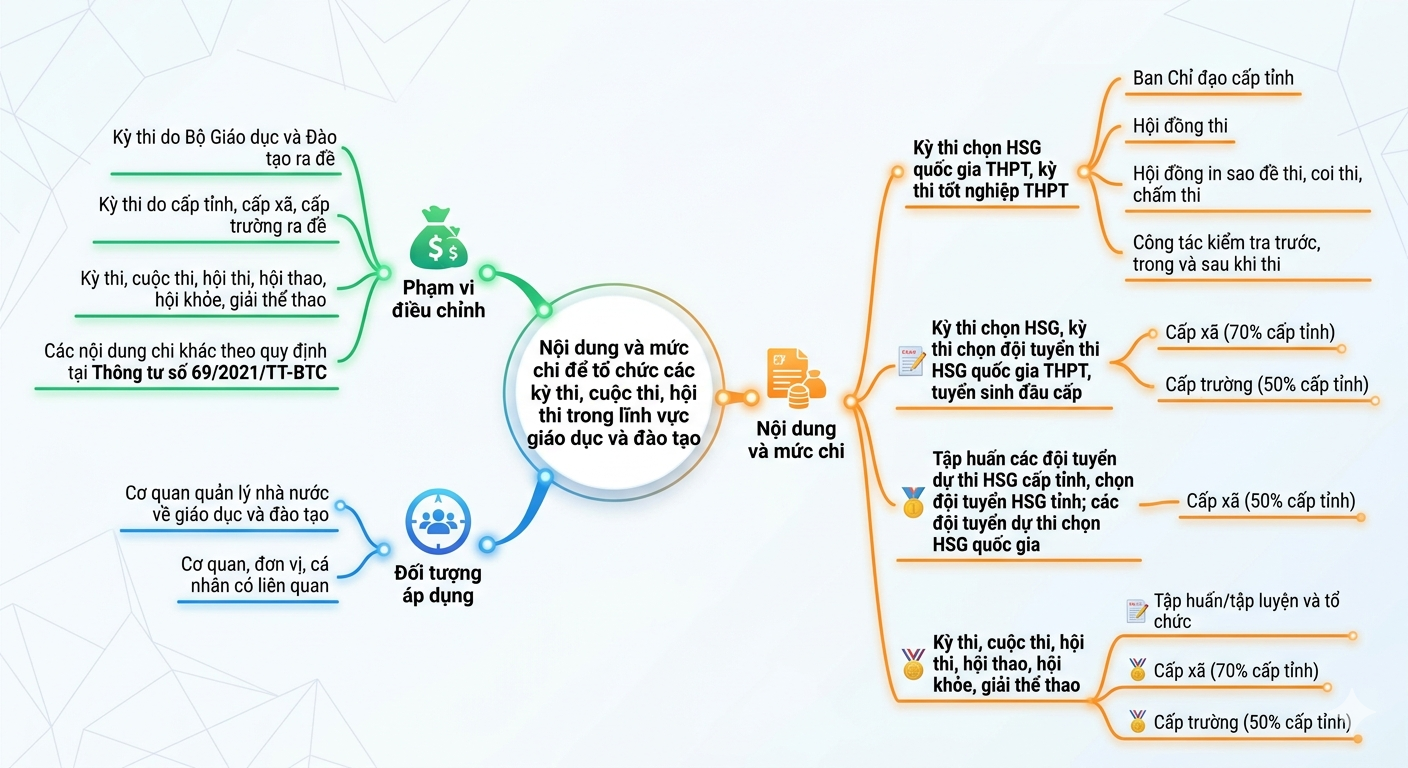 Kỳ thi do Bộ Giáo dục và Đào
tạo ra đề
Kỳ thi do cấp tỉnh, cấp xã, cấp
trường ra đề
Kỳ thi, cuộc thi, hội thi, hội thao,
hội khỏe, giải thể thao
Các nội dung chi khác theo quy định
tại Thông tư số 69/2021/TT-BTC
$ $
Phạm vi
điều chỉnh
Cơ quan quản lý nhà nước
về giáo dục và đào tạo
Cơ quan, đơn vị, cá
nhân có liên quan
Đối tượng
áp dụng
Nội dung và mức
chi để tổ chức các
kỳ thi, cuộc thi, hội
thi trong lĩnh vực
giáo dục và đào tạo
Nội dung
và mức chi
Kỳ thi chọn HSG
quốc gia THPT, kỳ
thi tốt nghiệp THPT
Ban Chỉ đạo cấp tỉnh
Hội đồng thi
Hội đồng in sao đề thi, coi thi,
chấm thi
Công tác kiểm tra trước,
trong và sau khi thi
Kỳ thi chọn HSG, kỳ
thi chọn đội tuyển thi
HSG quốc gia THPT,
tuyển sinh đầu cấp
Cấp xã (70% cấp tỉnh)
Cấp trường (50% cấp tỉnh)
Tập huấn các đội tuyển
dự thi HSG cấp tỉnh, chọn
đội tuyển HSG tỉnh; các
đội tuyển dự thi chọn
HSG quốc gia
Cấp xã (50% cấp tỉnh)
Kỳ thi, cuộc thi, hội
thi, hội thao, hội
khỏe, giải thể thao
Tập huấn/tập luyện và tổ
chức
Cấp xã (70% cấp tỉnh)
Cấp trường (50% cấp tỉnh)